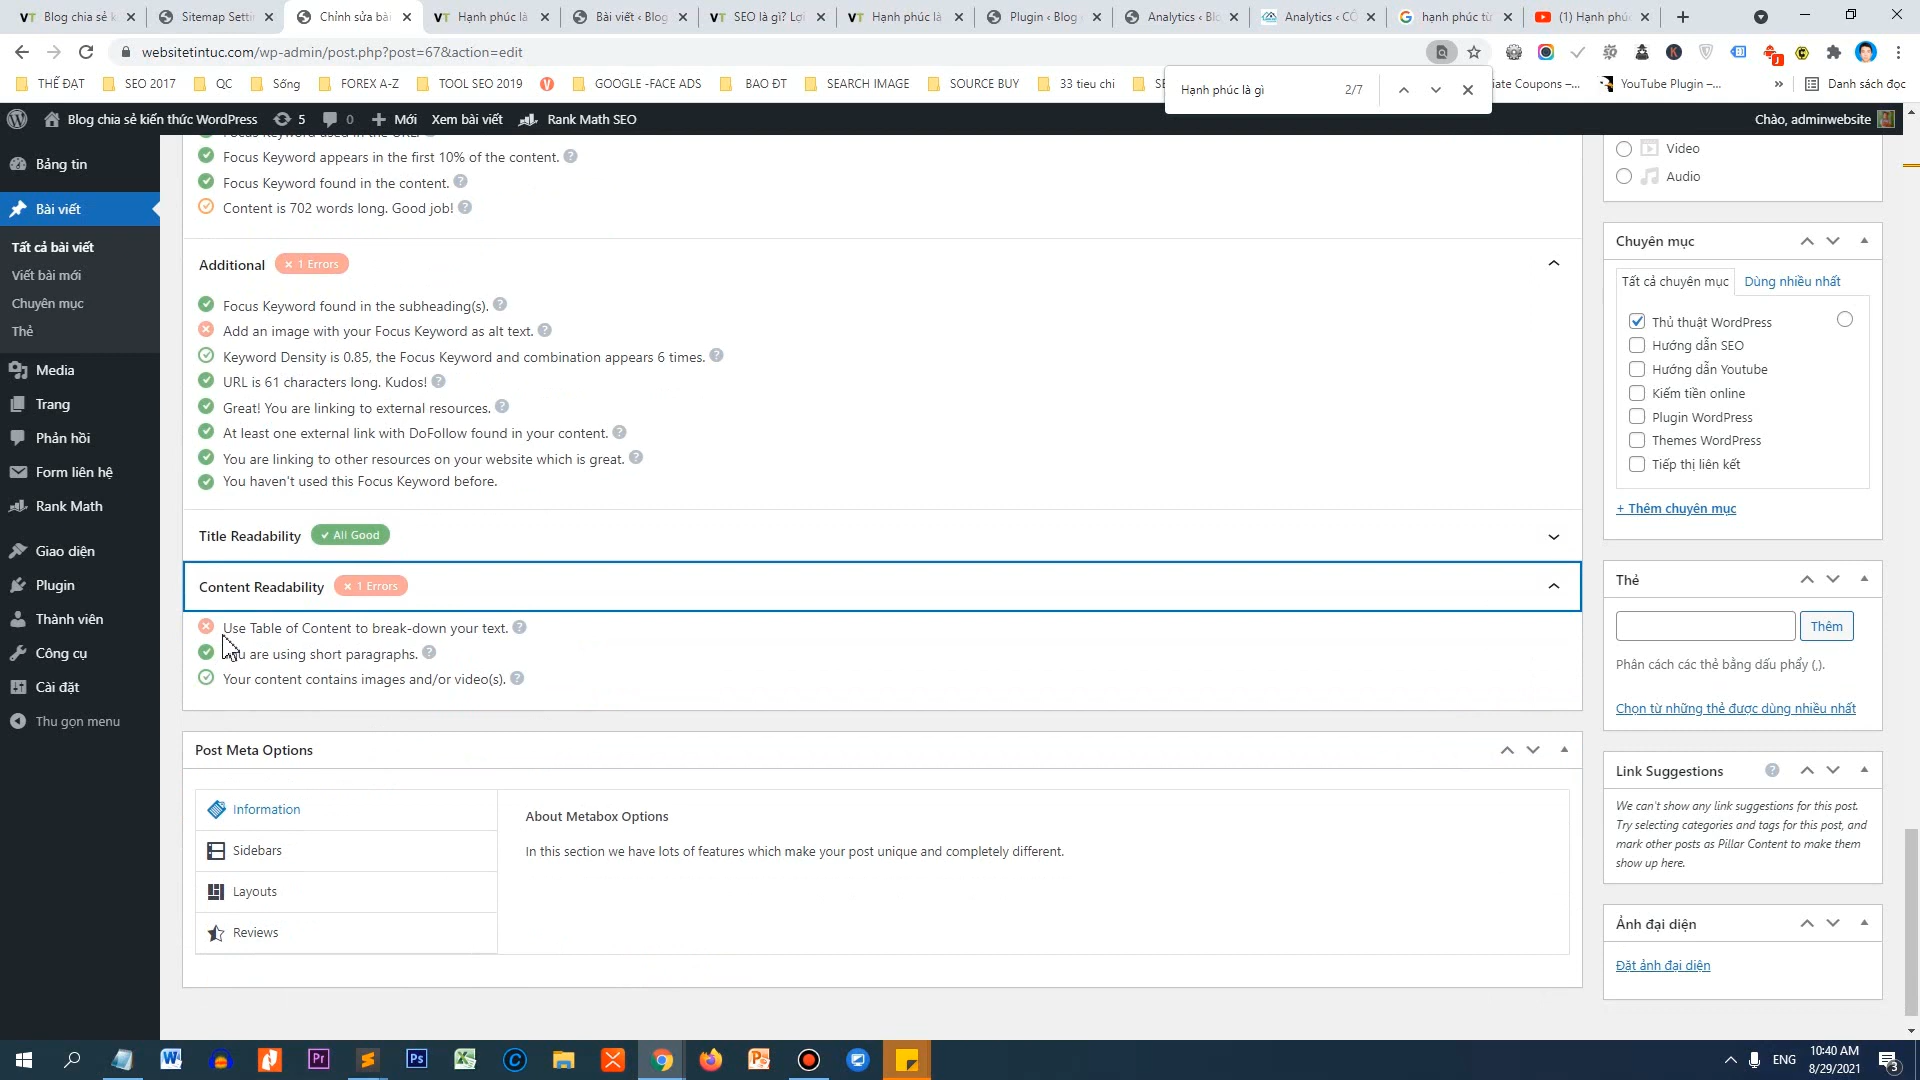 Blog chia sẻ k
Sitemap Setti
Chỉnh sửa bà
Hạnh phúc là
Bài viết ‹ Blog
SEO là gì? Lợi
Hạnh phúc là
Plugin ‹ Blog
Analytics ‹ Bl
Analytics ‹ CÔ
hạnh phúc từ
(1) Hạnh phú
websitetintuc.com/wp-admin/post.php?post=67&action=edit
THẺ ĐẠT
SEO 2017
QC
Sống
FOREX A-Z
TOOL SEO 2019
GOOGLE -FACE ADS
BAO ĐT
SEARCH IMAGE
SOURCE BUY
33 tieu chi
iate Coupons –...
YouTube Plugin –...
»
Danh sách đọc
Hạnh phúc là gì
2/7
Blog chia sẻ kiến thức WordPress
5
0
Mới
Xem bài viết
Rank Math SEO
Chào, adminwebsite
Bảng tin
Bài viết
Tất cả bài viết
Viết bài mới
Chuyên mục
Thẻ
Media
Trang
Phản hồi
Form liên hệ
Rank Math
Giao diện
Plugin
Thành viên
Công cụ
Cài đặt
Thu gọn menu
Focus Keyword used in the URL.
Focus Keyword appears in the first 10% of the content.
Focus Keyword found in the content.
Content is 702 words long. Good job!
Additional
× 1 Errors
Focus Keyword found in the subheading(s).
Add an image with your Focus Keyword as alt text.
Keyword Density is 0.85, the Focus Keyword and combination appears 6 times.
URL is 61 characters long. Kudos!
Great! You are linking to external resources.
At least one external link with DoFollow found in your content.
You are linking to other resources on your website which is great.
You haven't used this Focus Keyword before.
Title Readability
All Good
Content Readability
× 1 Errors
Use Table of Content to break-down your text.
You are using short paragraphs.
Your content contains images and/or video(s).
Post Meta Options
Information
Sidebars
Layouts
Reviews
About Metabox Options
In this section we have lots of features which make your post unique and completely different.
Video
Audio
Chuyên mục
Tất cả chuyên mục
Dùng nhiều nhất
Thủ thuật WordPress
Hướng dẫn SEO
Hướng dẫn Youtube
Kiếm tiền online
Plugin WordPress
Themes WordPress
Tiếp thị liên kết
+ Thêm chuyên mục
Thẻ
Thêm
Phân cách các thẻ bằng dấu phẩy (,).
Chọn từ những thẻ được dùng nhiều nhất
Link Suggestions
We can't show any link suggestions for this post.
Try selecting categories and tags for this post, and
mark other posts as Pillar Content to make them
show up here.
Ảnh đại diện
Đặt ảnh đại diện
ENG
10:40 AM
8/29/2021
3